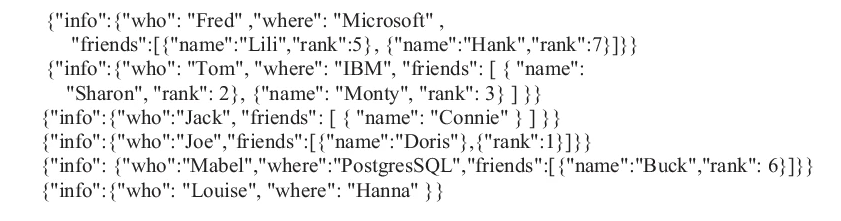 {"info":{"who": "Fred" ,"where": "Microsoft" ,
"friends":[{"name":"Lili","rank":5}, {"name":"Hank","rank":7}]}}
{"info":{"who": "Tom", "where": "IBM", "friends": [ { "name":
"Sharon", "rank": 2}, {"name": "Monty", "rank": 3} ] }}
{"info":{"who":"Jack", "friends": [ { "name": "Connie" } ] }}
{"info":{"who":"Joe","friends":[{"name":"Doris"},{"rank":1}]}}
{"info": {"who":"Mabel","where":"PostgresSQL","friends":[{"name":"Buck","rank": 6}]}}
{"info":{"who": "Louise", "where": "Hanna" }}